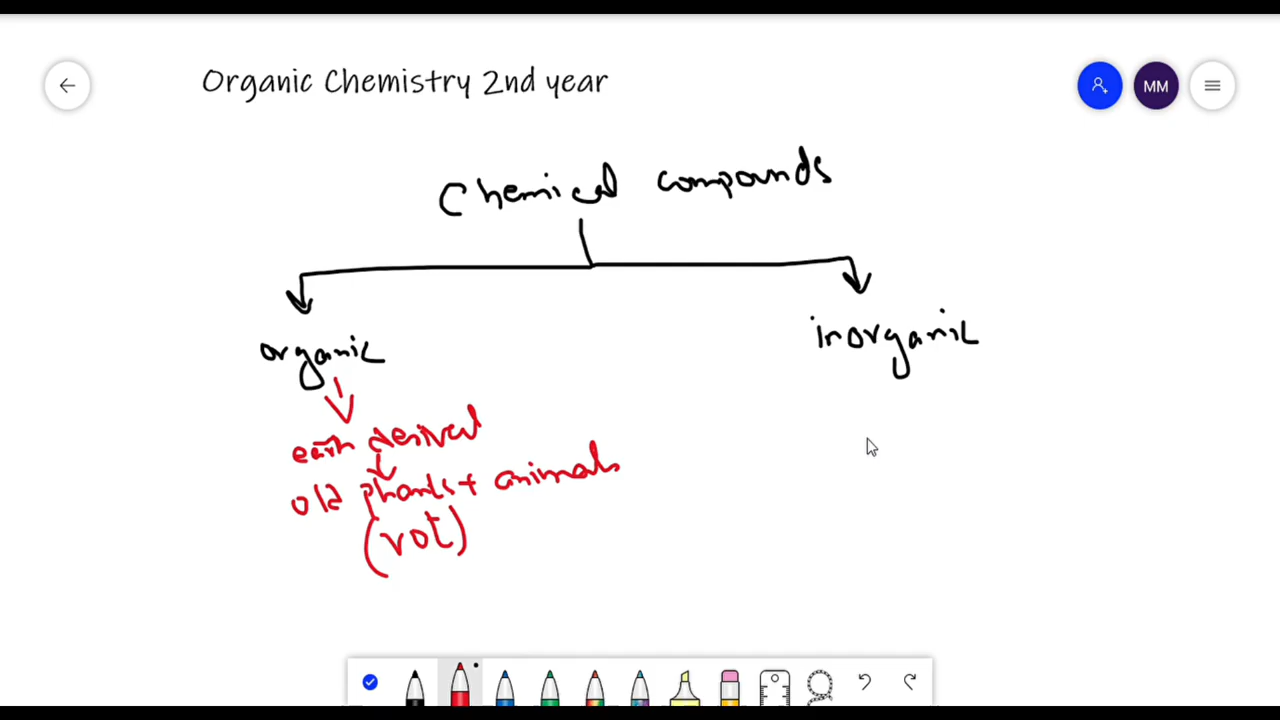 Organic Chemistry 2nd year
MM
Chemical compounds
organic
inorganic
earth derived
old plants + animals
(rot)